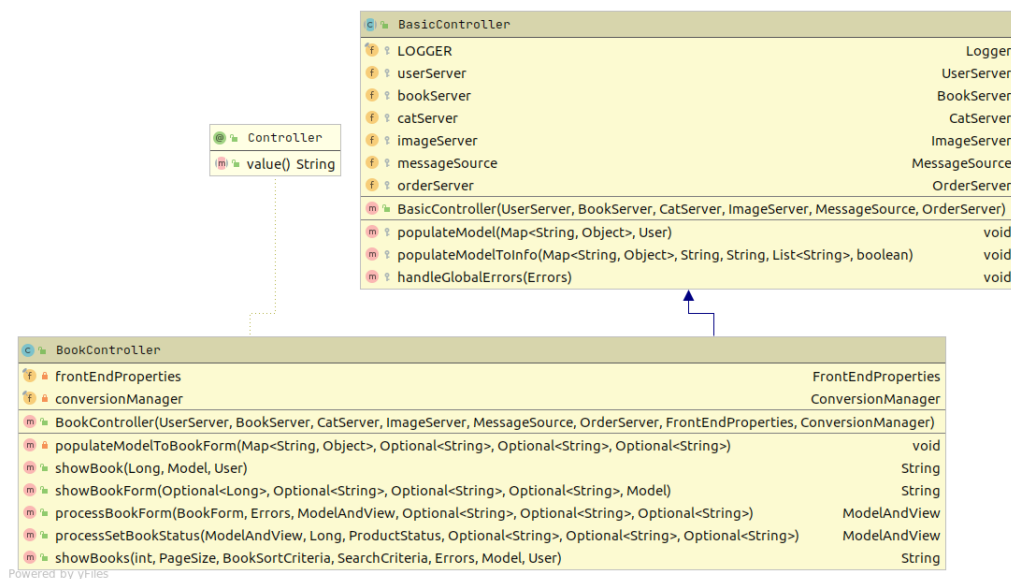 BasicController
LOGGER Logger
userServer UserServer
bookServer BookServer
catServer CatServer
imageServer ImageServer
messageSource MessageSource
orderServer OrderServer
BasicController(UserServer, BookServer, CatServer, ImageServer, MessageSource, OrderServer)
populateModel(Map<String, Object>, User) void
populateModelToInfo(Map<String, Object>, String, String, List<String>, boolean) void
handleGlobalErrors(Errors) void
Controller
value() String
BookController
frontEndProperties FrontEndProperties
conversionManager ConversionManager
BookController(UserServer, BookServer, CatServer, ImageServer, MessageSource, OrderServer, FrontEndProperties, ConversionManager)
populateModelToBookForm(Map<String, Object>, Optional<String>, Optional<String>, Optional<String>) void
showBook(Long, Model, User) String
showBookForm(Optional<Long>, Optional<String>, Optional<String>, Optional<String>, Model) String
processBookForm(BookForm, Errors, ModelAndView, Optional<String>, Optional<String>, Optional<String>) ModelAndView
processSetBookStatus(ModelAndView, Long, ProductStatus, Optional<String>, Optional<String>, Optional<String>) ModelAndView
showBooks(int, PageSize, BookSortCriteria, SearchCriteria, Errors, Model, User) String
Powered by yFiles